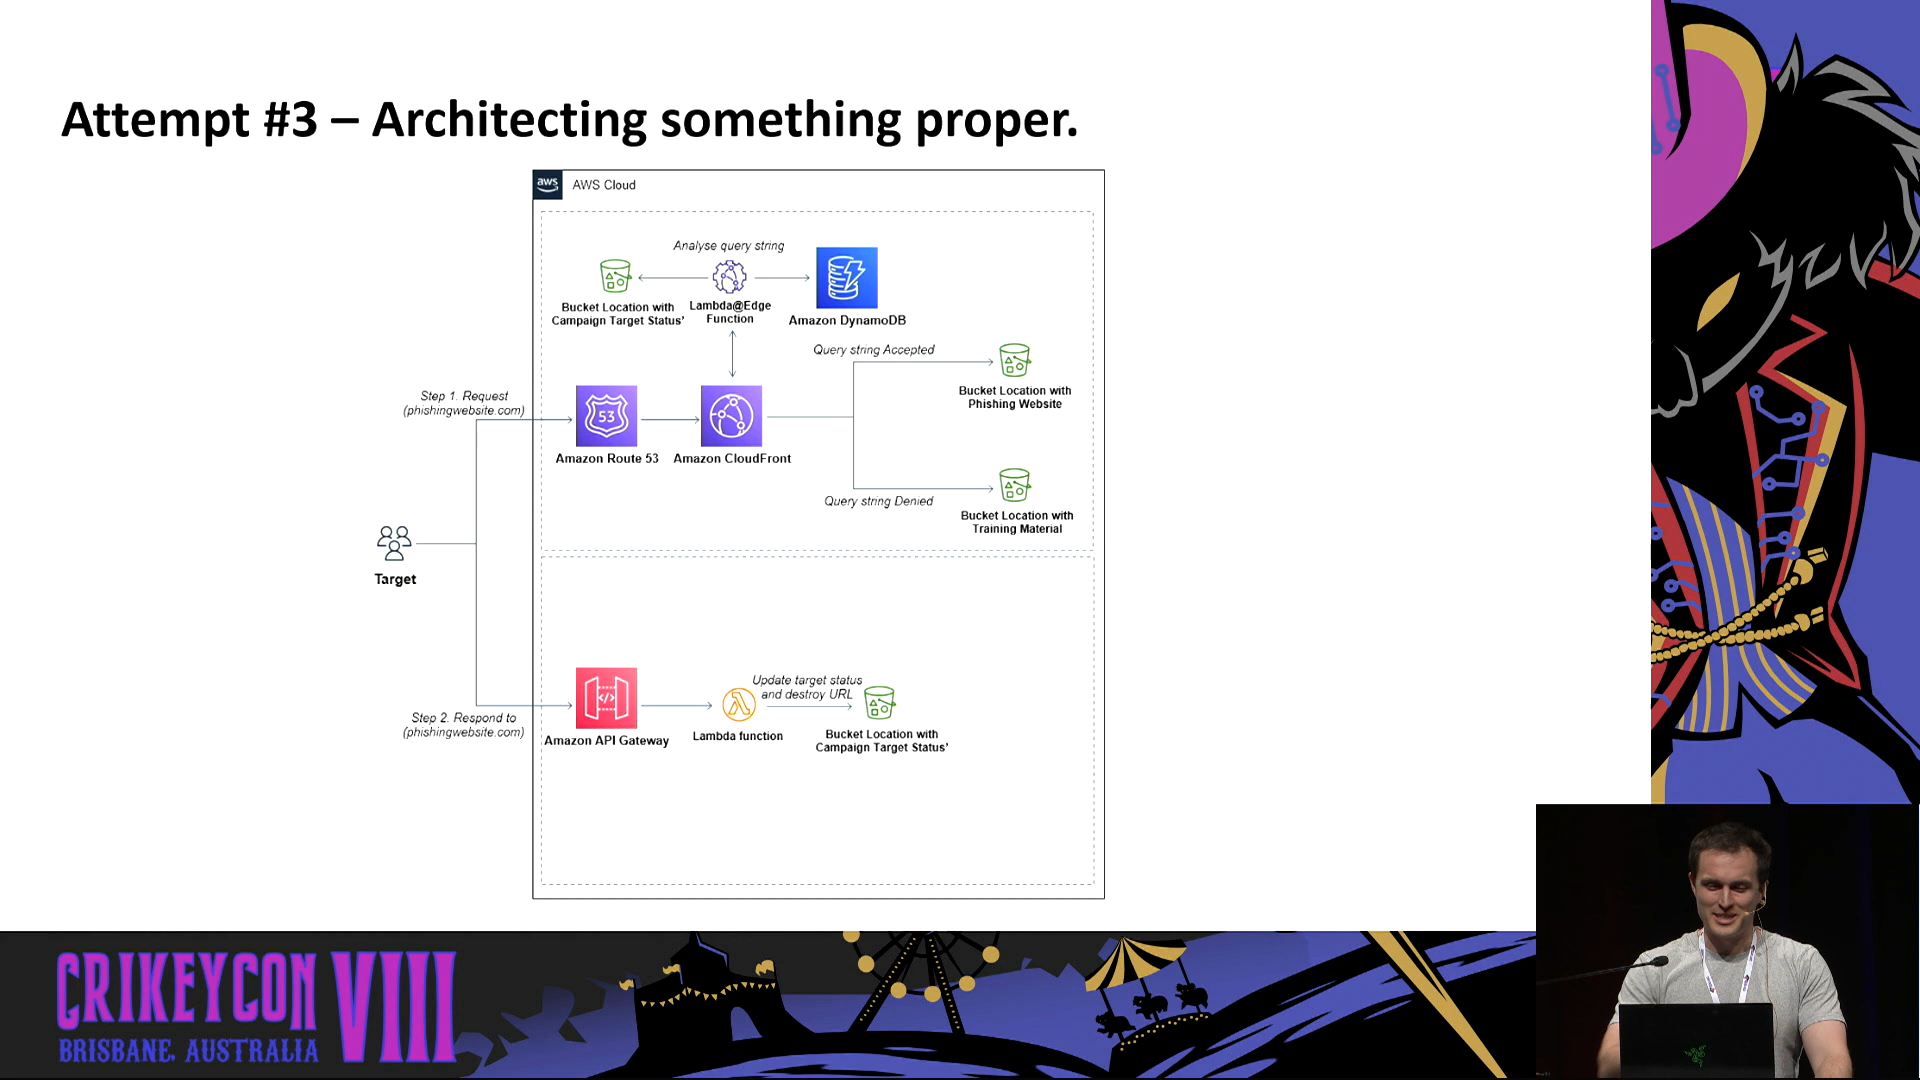 Attempt #3 – Architecting something proper.
aws
AWS Cloud
Analyse query string
Bucket Location with
Campaign Target Status’
Lambda@Edge
Function
Amazon DynamoDB
Query string Accepted
Bucket Location with
Phishing Website
Step 1. Request
(phishingwebsite.com)
53
Amazon Route 53
Amazon CloudFront
Query string Denied
Bucket Location with
Training Material
Target
Update target status
and destroy URL
Step 2. Respond to
(phishingwebsite.com)
</>
Amazon API Gateway
Lambda function
Bucket Location with
Campaign Target Status’
CRIKEYCON VIII
BRISBANE, AUSTRALIA